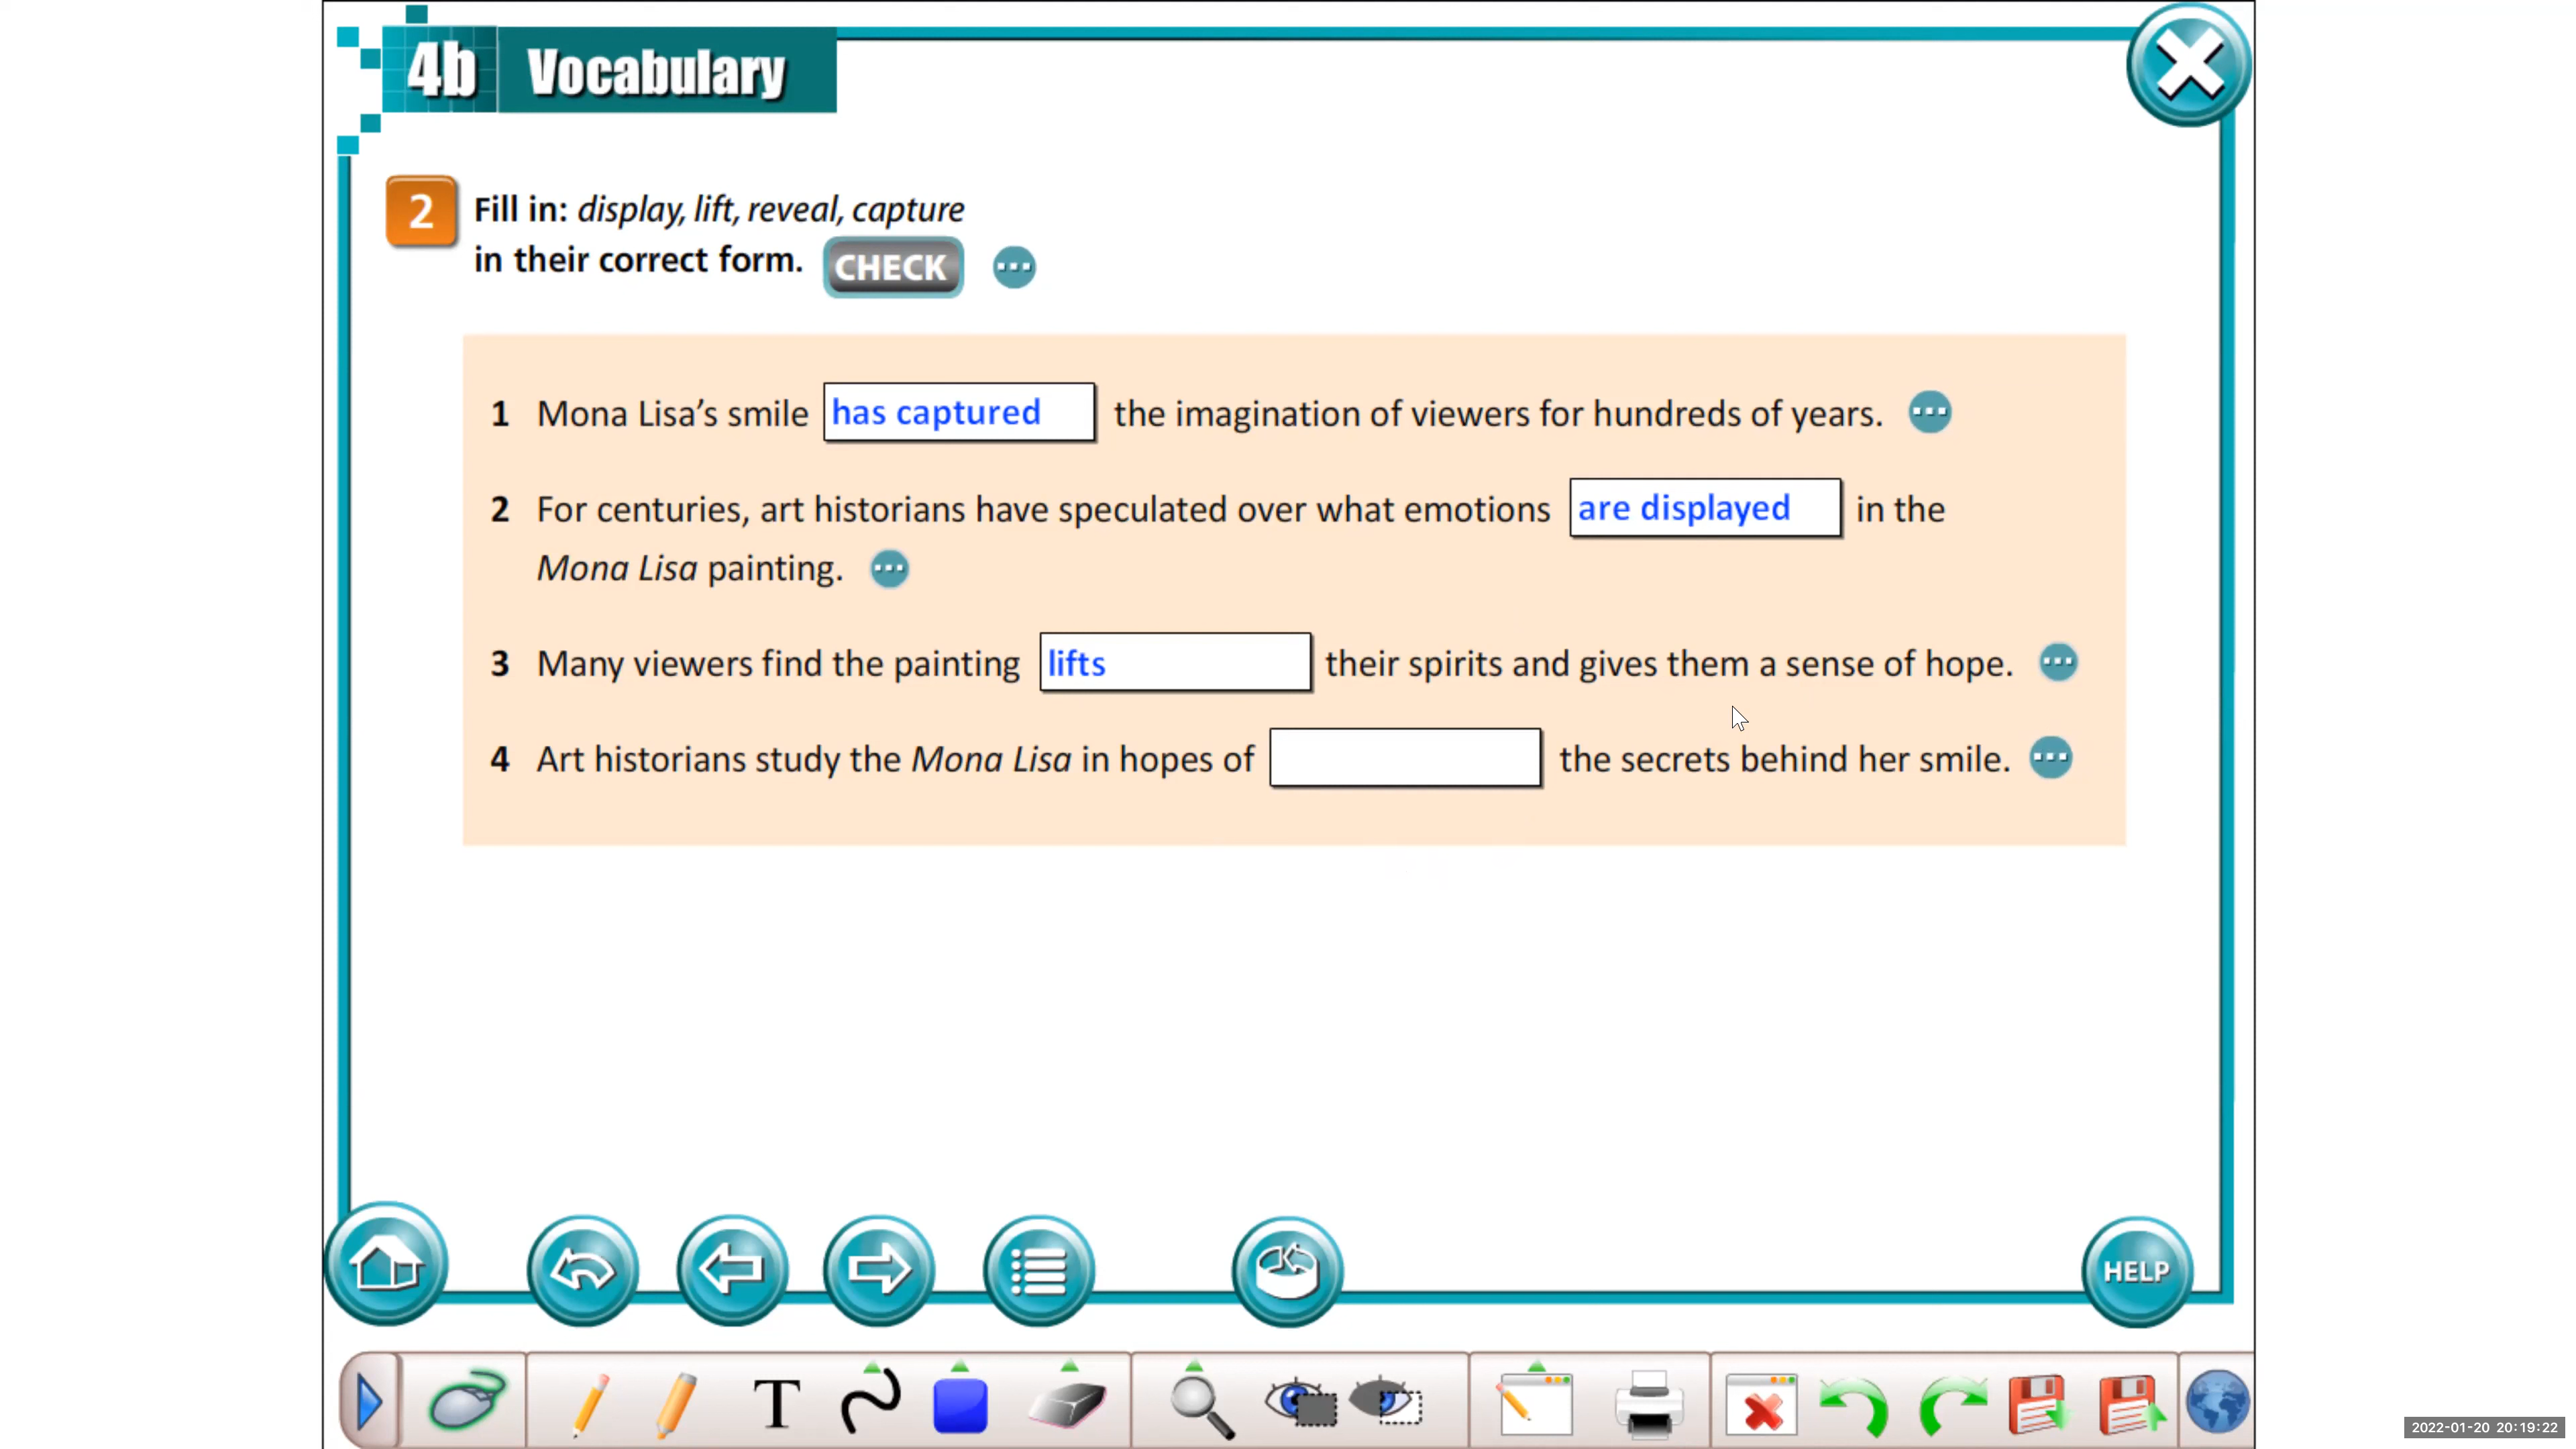 4b Vocabulary
2 Fill in: display, lift, reveal, capture
in their correct form. CHECK
1 Mona Lisa’s smile has captured the imagination of viewers for hundreds of years.
2 For centuries, art historians have speculated over what emotions are displayed in the
Mona Lisa painting.
3 Many viewers find the painting lifts their spirits and gives them a sense of hope.
4 Art historians study the Mona Lisa in hopes of the secrets behind her smile.
HELP
T
2022-01-20 20:19:22